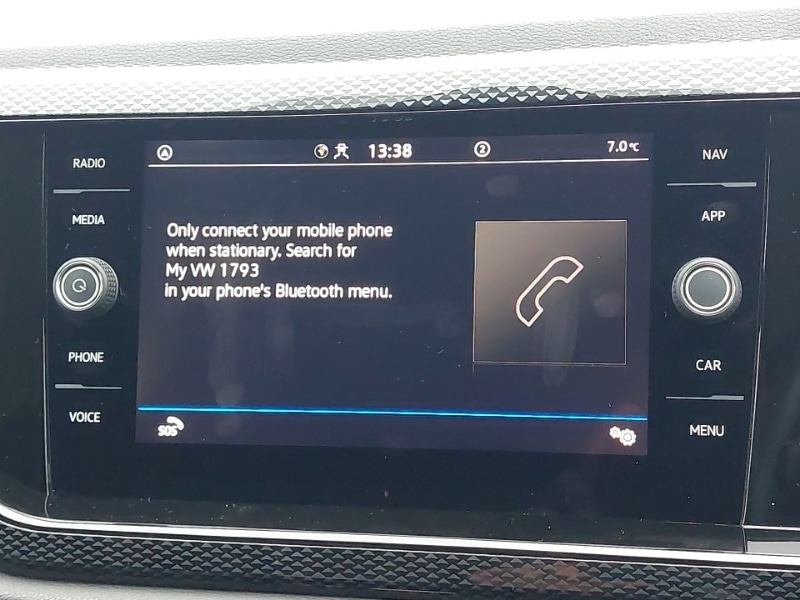 RADIO
MEDIA
PHONE
VOICE
13:38
2
7.0°C
Only connect your mobile phone
when stationary. Search for
My VW 1793
in your phone's Bluetooth menu.
SOS
NAV
APP
CAR
MENU